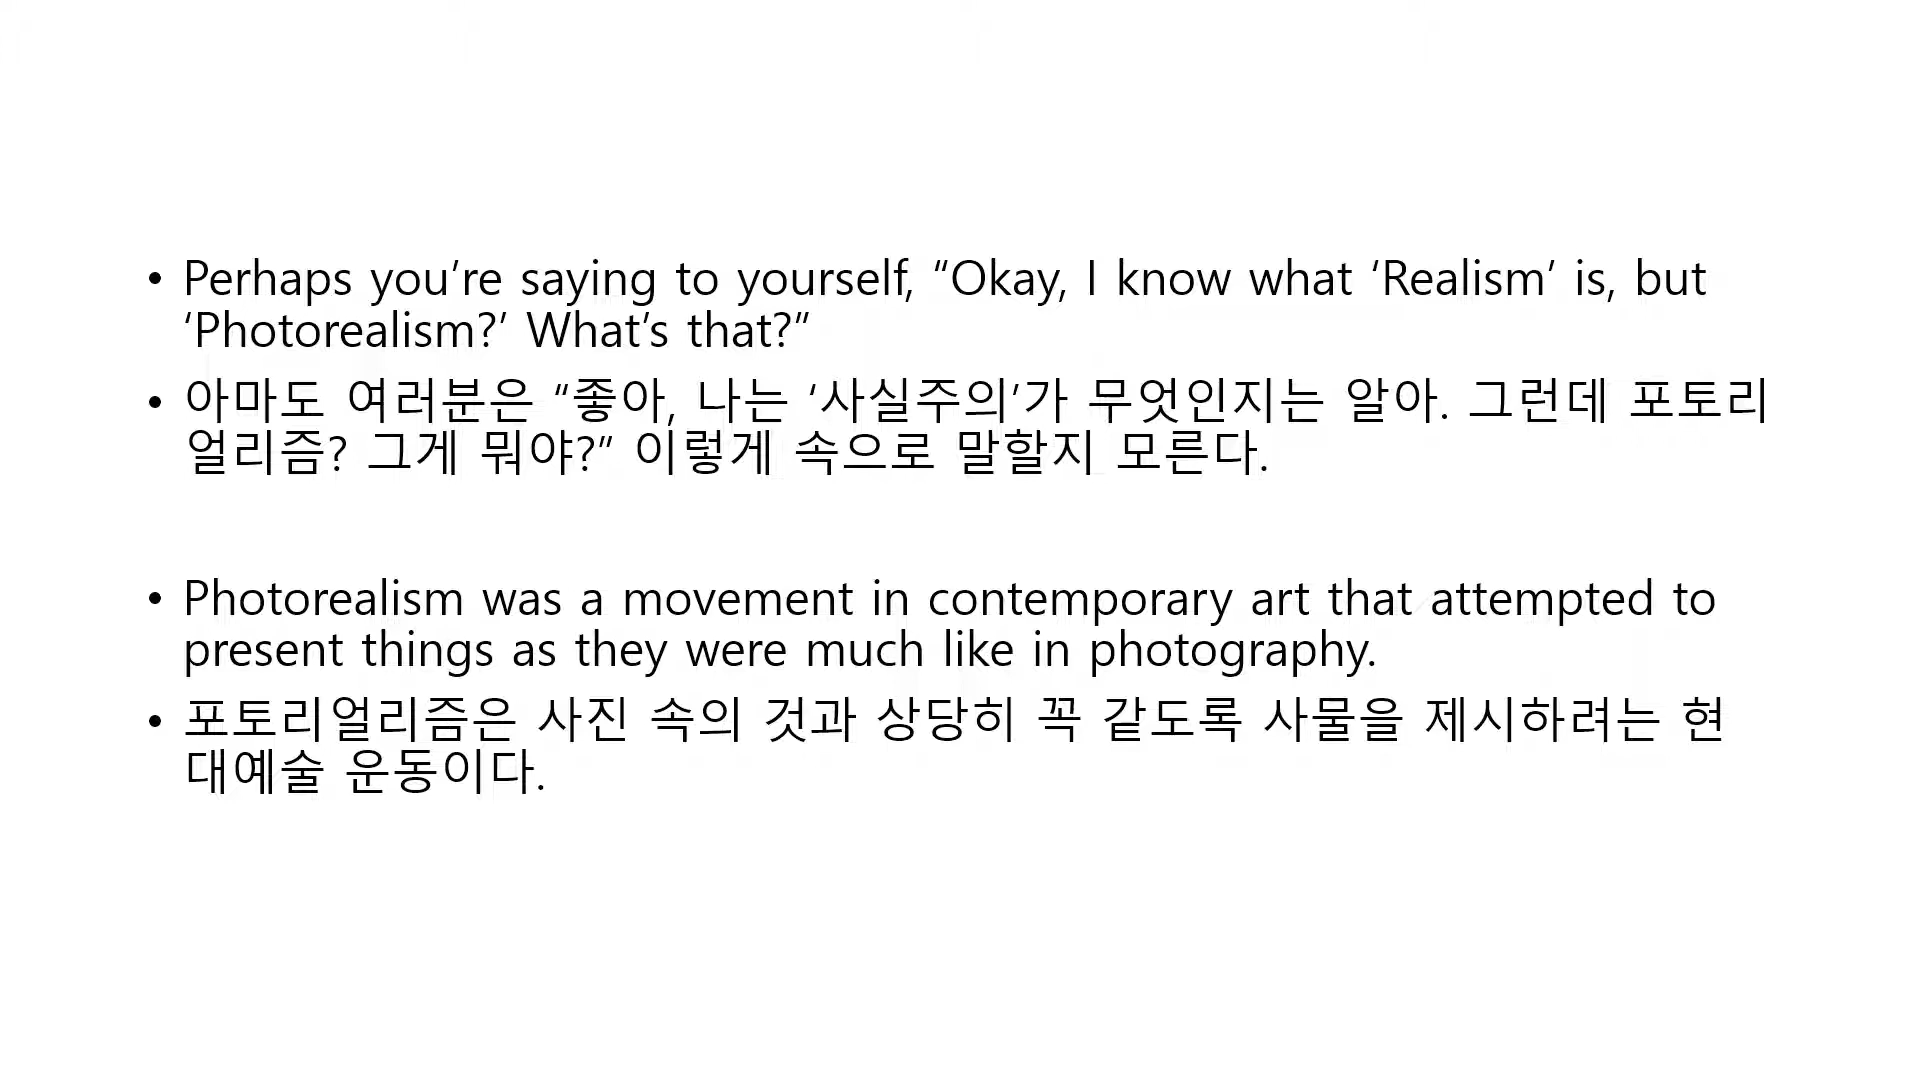 • Perhaps you’re saying to yourself, “Okay, I know what ‘Realism’ is, but
‘Photorealism?’ What’s that?”
• 아마도 여러분은 “좋아, 나는 ‘사실주의’가 무엇인지는 알아. 그런데 포토리
얼리즘? 그게 뭐야?” 이렇게 속으로 말할지 모른다.
• Photorealism was a movement in contemporary art that attempted to
present things as they were much like in photography.
• 포토리얼리즘은 사진 속의 것과 상당히 꼭 같도록 사물을 제시하려는 현
대예술 운동이다.